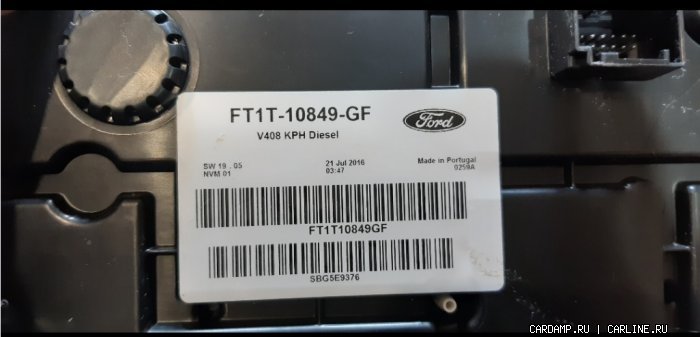 FT1T-10849-GF
Ford
V408 KPH Diesel
SW 19 . 05
21 Jul 2016
Made in Portugal
NVM 01
03:47
9259A
FT1T10849GF
SBG5E9376
CARDAMP.RU | CARLINE.RU